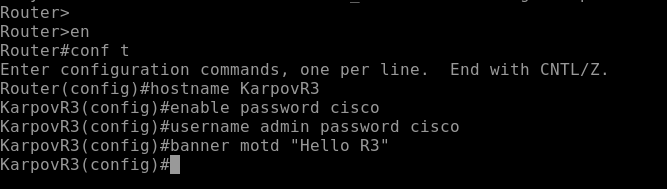 Router>
Router>en
Router#conf t
Enter configuration commands, one per line.  End with CNTL/Z.
Router(config)#hostname KarpovR3
KarpovR3(config)#enable password cisco
KarpovR3(config)#username admin password cisco
KarpovR3(config)#banner motd "Hello R3"
KarpovR3(config)#